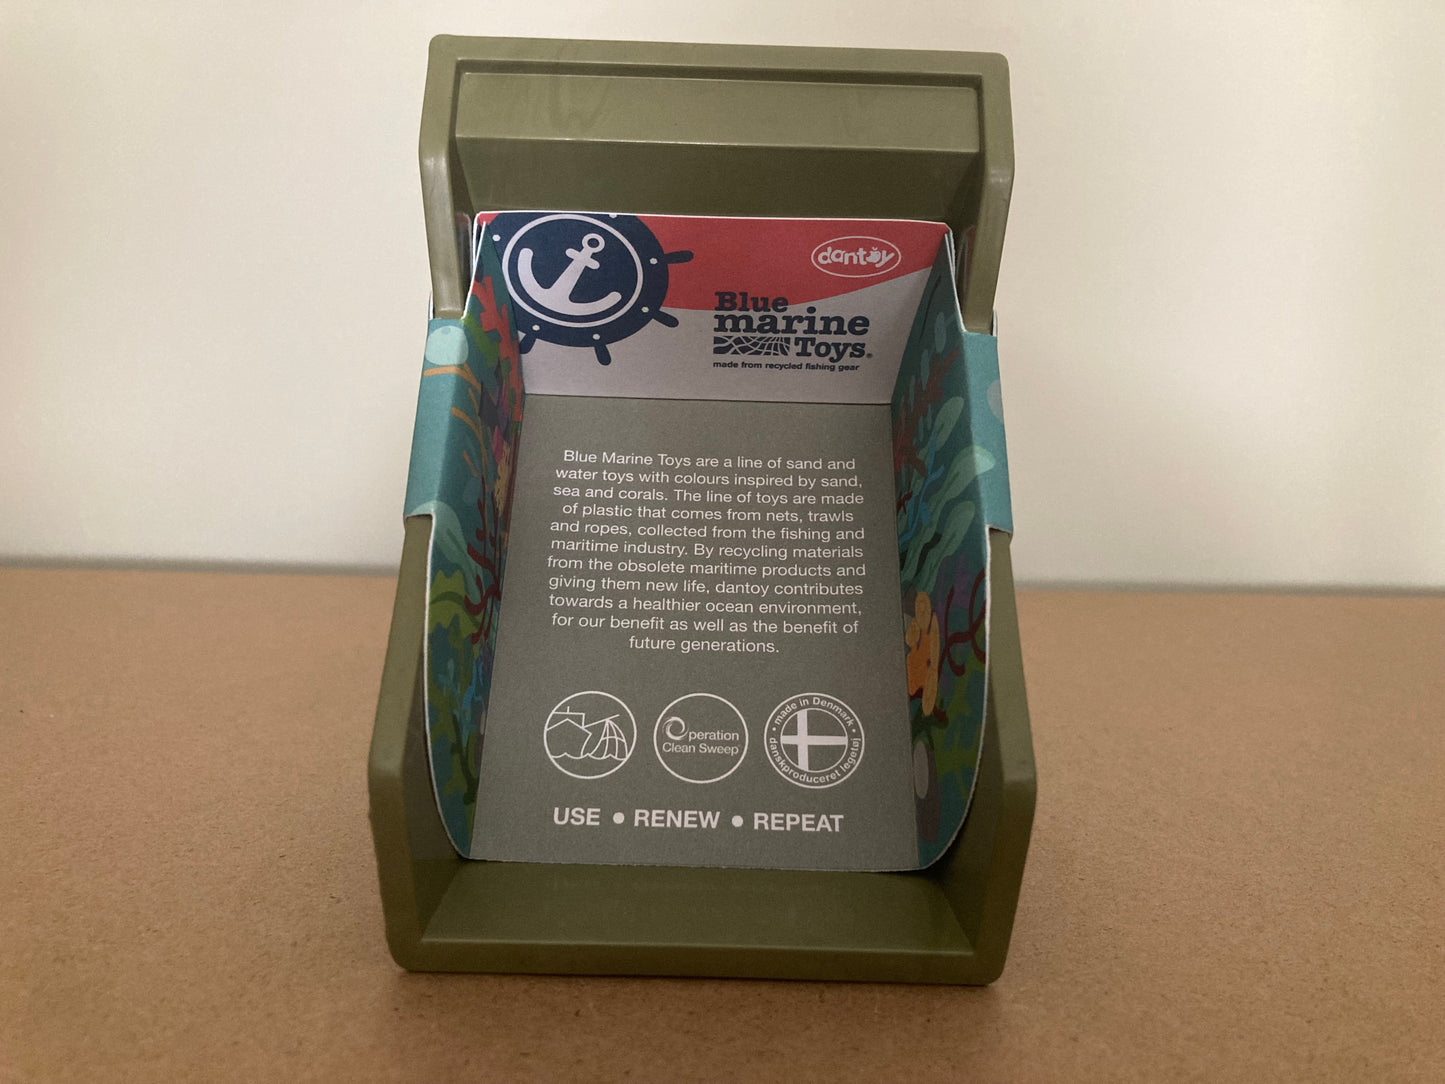 dantoy
Blue
marine
Toys®
made from recycled fishing gear
Blue Marine Toys are a line of sand and
water toys with colours inspired by sand,
sea and corals. The line of toys are made
of plastic that comes from nets, trawls
and ropes, collected from the fishing and
maritime industry. By recycling materials
from the obsolete maritime products and
giving them new life, dantoy contributes
towards a healthier ocean environment,
for our benefit as well as the benefit of
future generations.
Operation
Clean Sweep
• made in Denmark •
danskproduceret legetøj
USE • RENEW • REPEAT